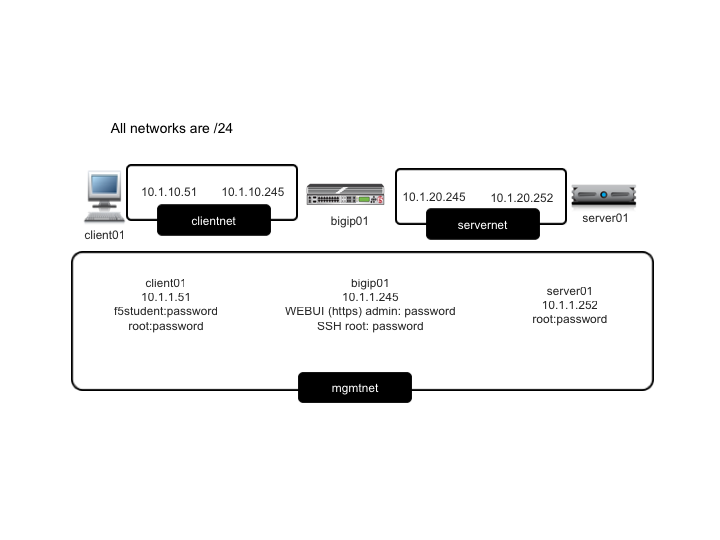 All networks are /24
10.1.10.51
10.1.10.245
10.1.20.245
10.1.20.252
client01
clientnet
bigip01
servernet
server01
client01
10.1.1.51
f5student:password
root:password
bigip01
10.1.1.245
WEBUI (https) admin: password
SSH root: password
server01
10.1.1.252
root:password
mgmtnet